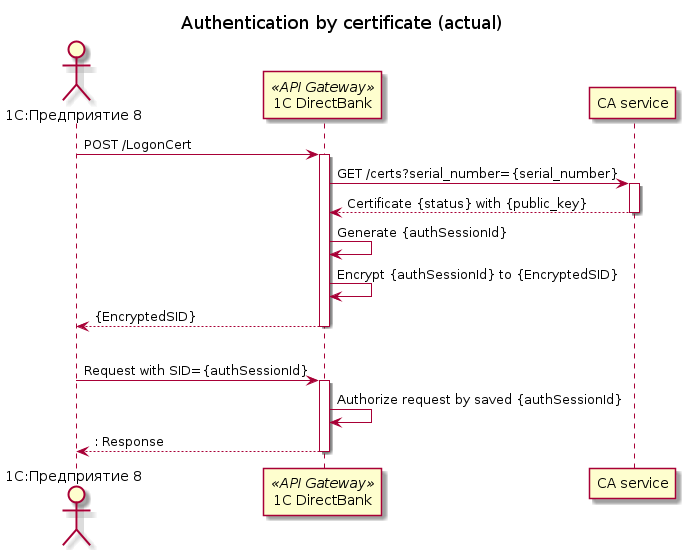 Authentication by certificate (actual)
1С:Предприятие 8
«API Gateway»
1C DirectBank
CA service
POST /LogonCert
GET /certs?serial_number={serial_number}
Certificate {status} with {public_key}
Generate {authSessionId}
Encrypt {authSessionId} to {EncryptedSID}
{EncryptedSID}
Request with SID={authSessionId}
Authorize request by saved {authSessionId}
: Response
1С:Предприятие 8
«API Gateway»
1C DirectBank
CA service